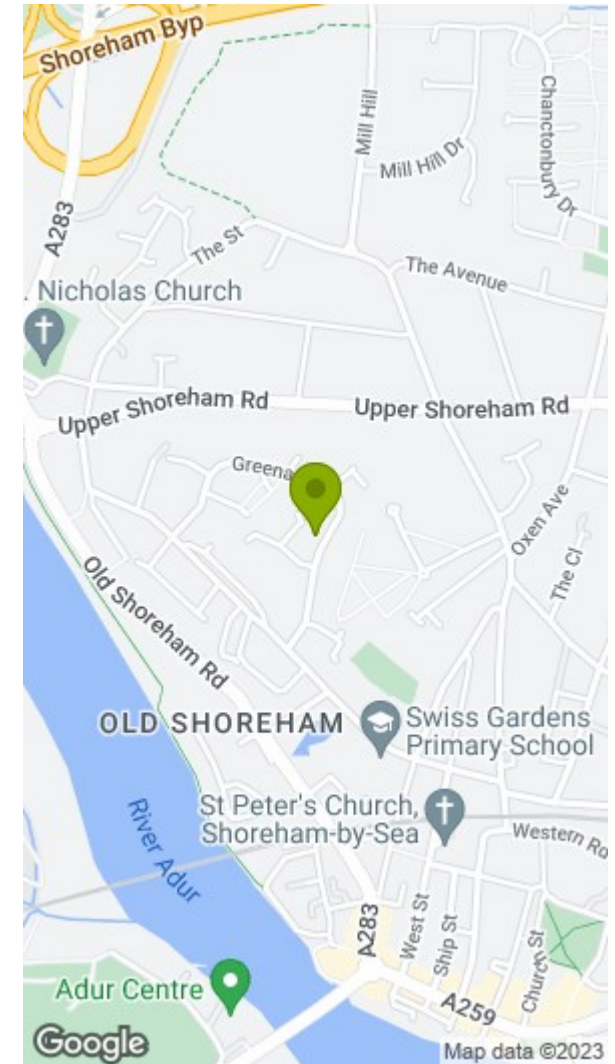 Shoreham Byp
Mill Hill
Chanctonbury Dr
Mill Hill Dr
A283
The St
The Avenue
. Nicholas Church
Upper Shoreham Rd
Upper Shoreham Rd
Greena
Oxen Ave
The Cl
Old Shoreham Rd
OLD SHOREHAM
Swiss Gardens
Primary School
St Peter's Church,
Shoreham-by-Sea
Western Rd
River Adur
A283
West St
Ship St
Church St
Adur Centre
A259
Google
Map data ©2023